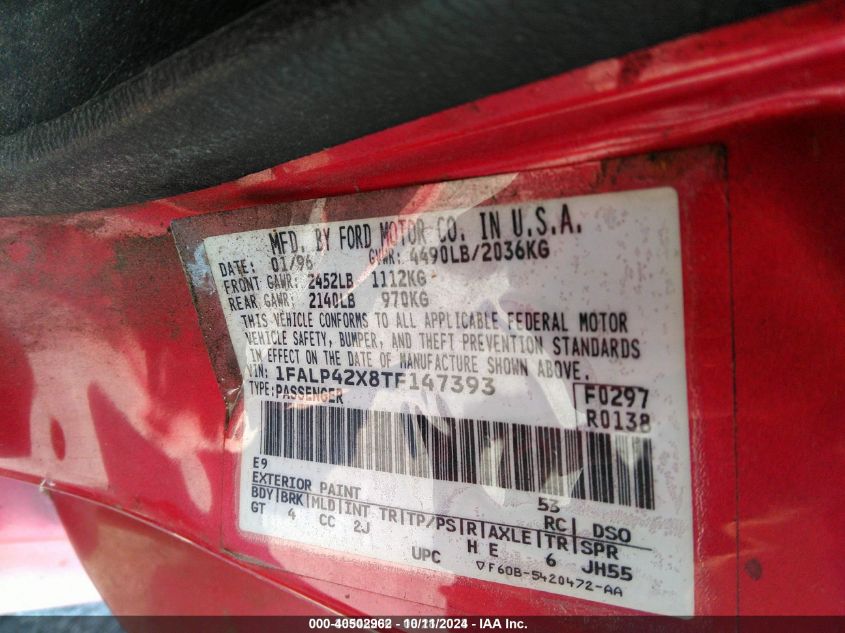 MFD. BY FORD MOTOR CO. IN U.S.A.
DATE: 01/96 GVWR: 4490LB/2036KG
FRONT GAWR: 2452LB 1112KG
REAR GAWR: 2140LB 970KG
THIS VEHICLE CONFORMS TO ALL APPLICABLE FEDERAL MOTOR
VEHICLE SAFETY, BUMPER, AND THEFT PREVENTION STANDARDS
IN EFFECT ON THE DATE OF MANUFACTURE SHOWN ABOVE.
VIN: 1FALP42X8TF147393
TYPE: PASSENGER
F0297
R0138
E9
EXTERIOR PAINT 53 RC DSO
BDY BRK MLD INT TR TP/PS R AXLE TR SPR
GT 4 CC 2J H E 6 JH55
UPC
▽F60B-5420472-AA
000-40502962 - 10/11/2024 - IAA Inc.